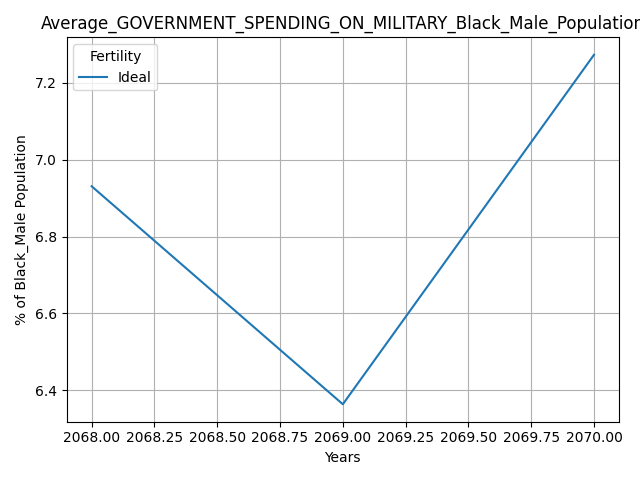 Average_GOVERNMENT_SPENDING_ON_MILITARY_Black_Male_Population
Fertility
Ideal
7.2
7.0
6.8
6.6
6.4
% of Black_Male Population
2068.00 2068.25 2068.50 2068.75 2069.00 2069.25 2069.50 2069.75 2070.00
Years